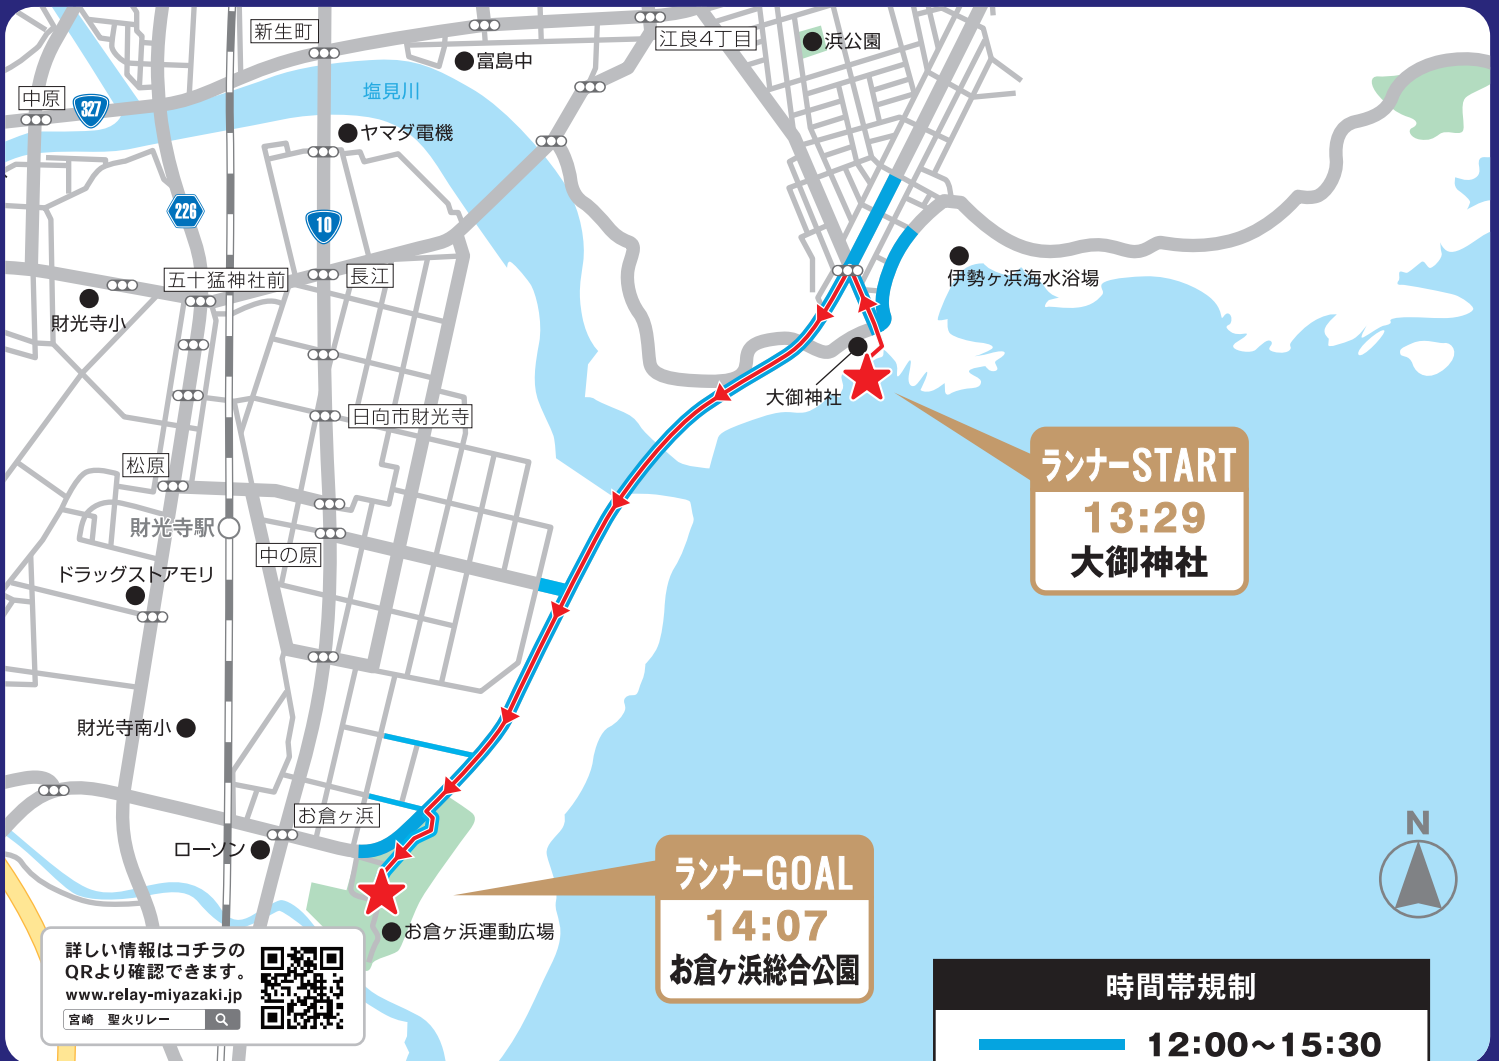 新生町
江良4丁目
浜公園
富島中
中原
327
塩見川
ヤマダ電機
226
10
五十猛神社前
長江
伊勢ヶ浜海水浴場
財光寺小
大御神社
日向市財光寺
ランナーSTART
13:29
大御神社
松原
財光寺駅
中の原
ドラッグストアモリ
財光寺南小
お倉ヶ浜
ローソン
ランナーGOAL
14:07
お倉ヶ浜総合公園
N
お倉ヶ浜運動広場
詳しい情報はコチラの
QRより確認できます。
www.relay-miyazaki.jp
宮崎 聖火リレー
時間帯規制
12:00～15:30